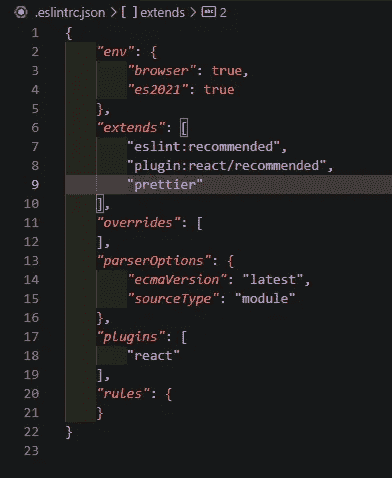 .eslintrc.json > [ ] extends > abc 2
1 {
2     "env": {
3         "browser": true,
4         "es2021": true
5     },
6     "extends": [
7         "eslint:recommended",
8         "plugin:react/recommended",
9         "prettier"
10     ],
11     "overrides": [
12     ],
13     "parserOptions": {
14         "ecmaVersion": "latest",
15         "sourceType": "module"
16     },
17     "plugins": [
18         "react"
19     ],
20     "rules": {
21     }
22 }
23